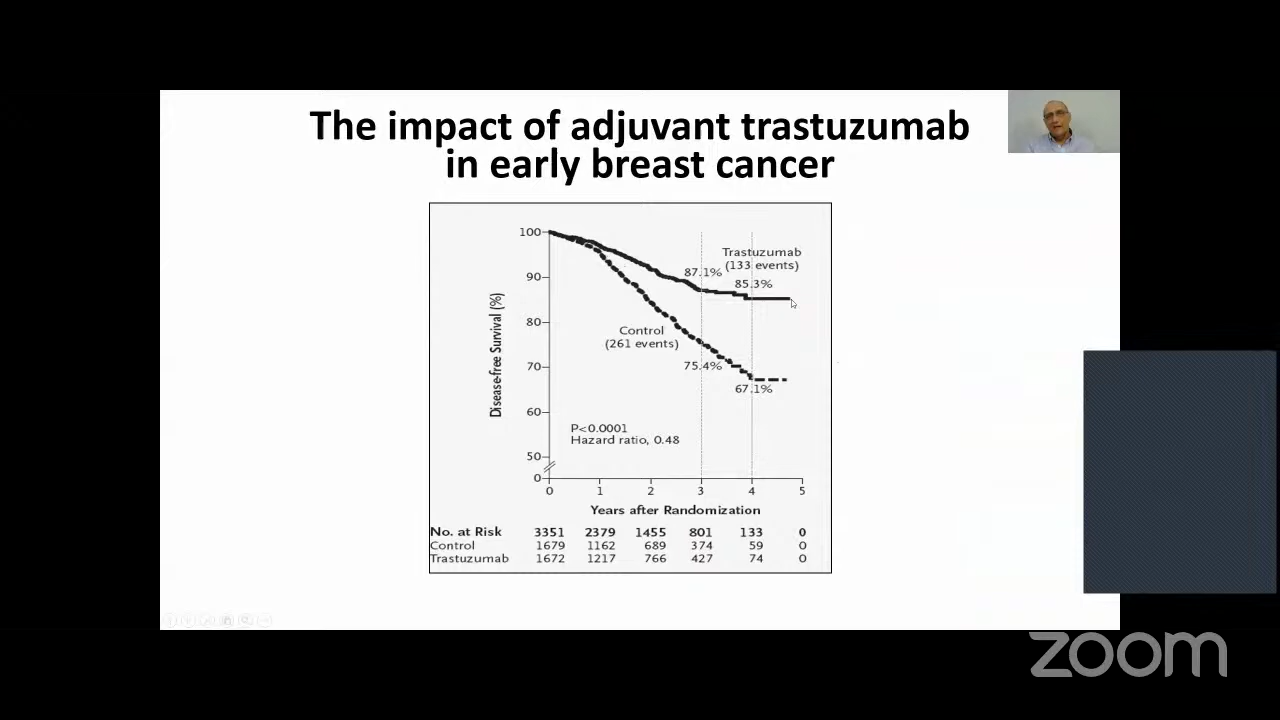 The impact of adjuvant trastuzumab
in early breast cancer
100
90
80
70
60
50
0
Disease-free Survival (%)
Trastuzumab
(133 events)
87.1%
85.3%
Control
(261 events)
75.4%
67.1%
P<0.0001
Hazard ratio, 0.48
0 1 2 3 4 5
Years after Randomization
No. at Risk 3351 2379 1455 801 133 0
Control 1679 1162 689 374 59 0
Trastuzumab 1672 1217 766 427 74 0
zoom